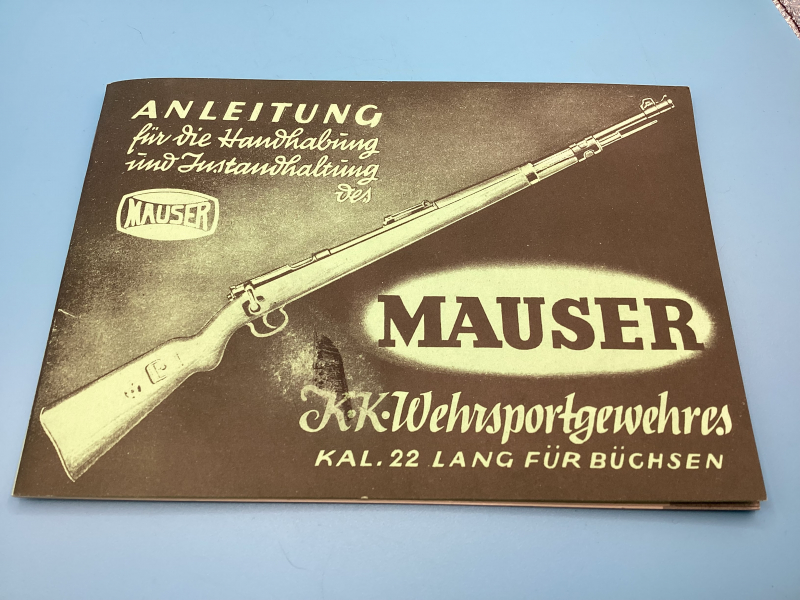 ANLEITUNG
für die Handhabung
und Instandhaltung
des
MAUSER
MAUSER
K.K. Wehrsportgewehres
KAL. 22 LANG FÜR BÜCHSEN